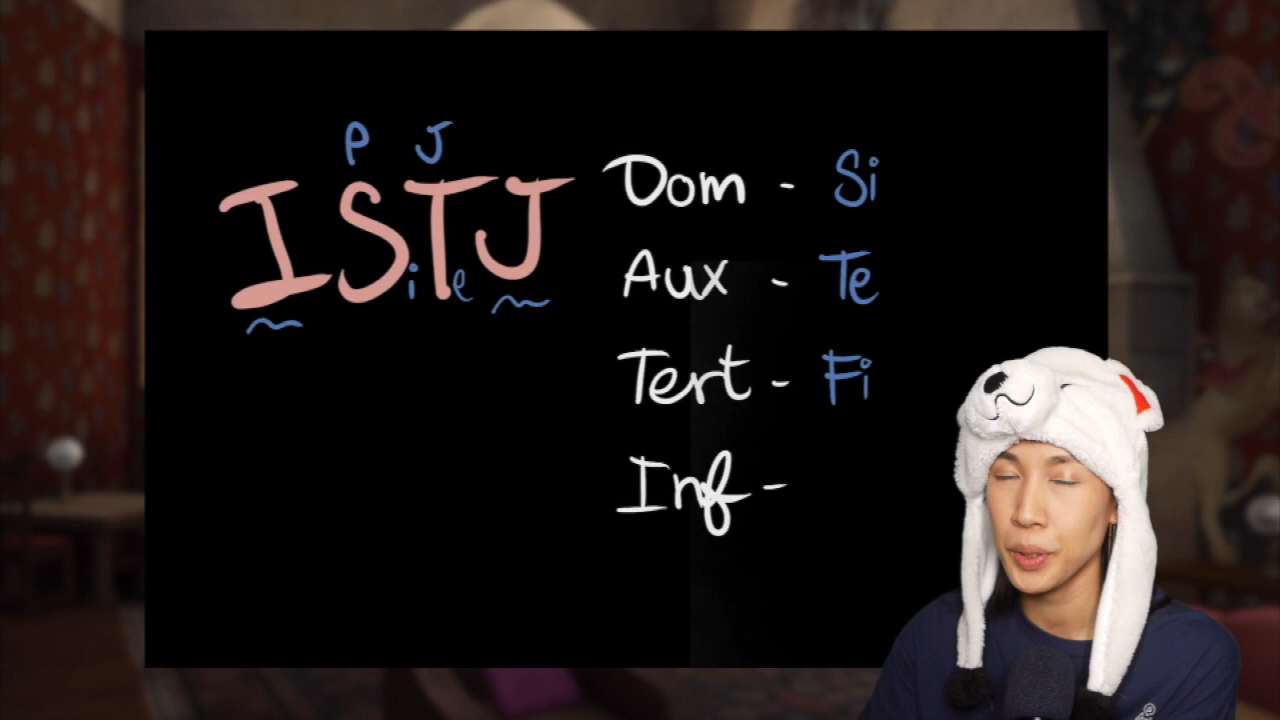 P J
ISTJ
i e
Dom - Si
Aux - Te
Tert - Fi
Inf -